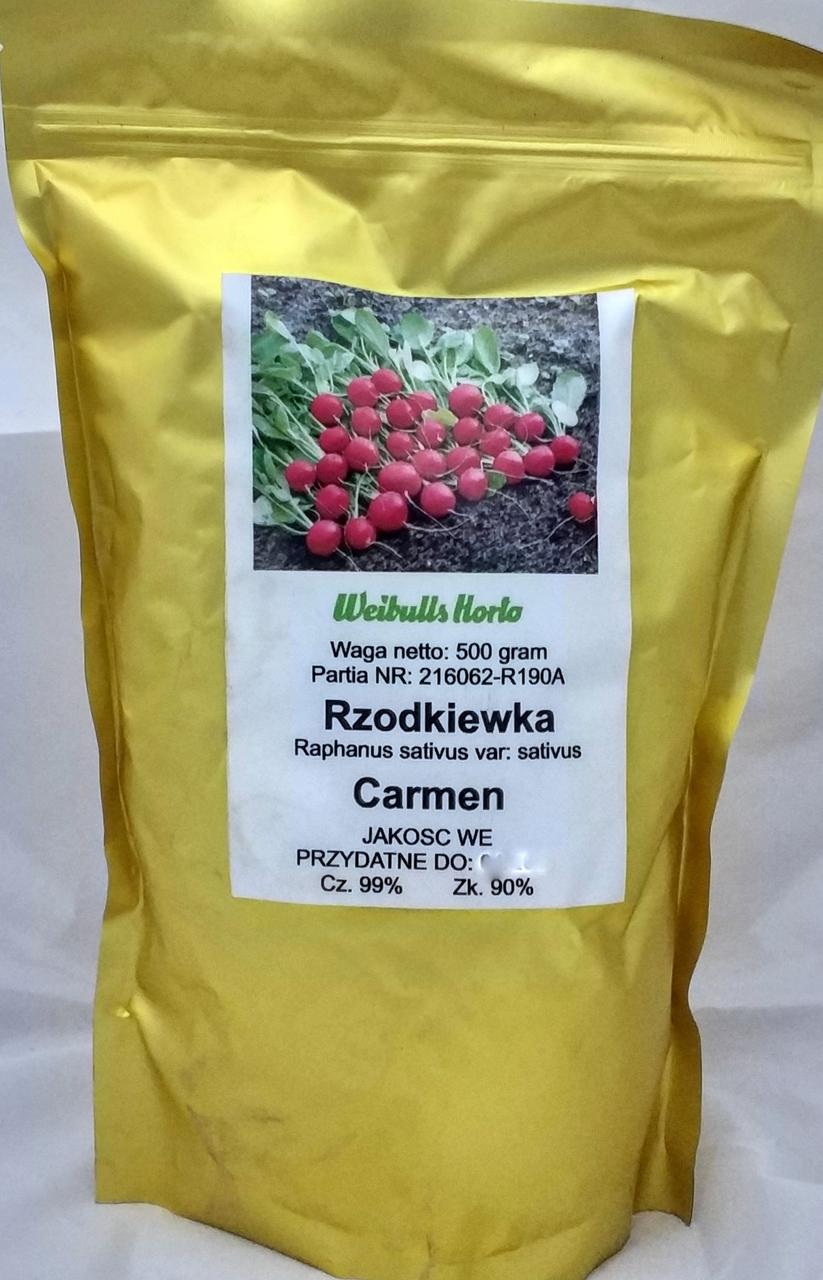 Weibulls Horto
Waga netto: 500 gram
Partia NR: 216062-R190A
Rzodkiewka
Raphanus sativus var: sativus
Carmen
JAKOSC WE
PRZYDATNE DO:
Cz. 99% Zk. 90%